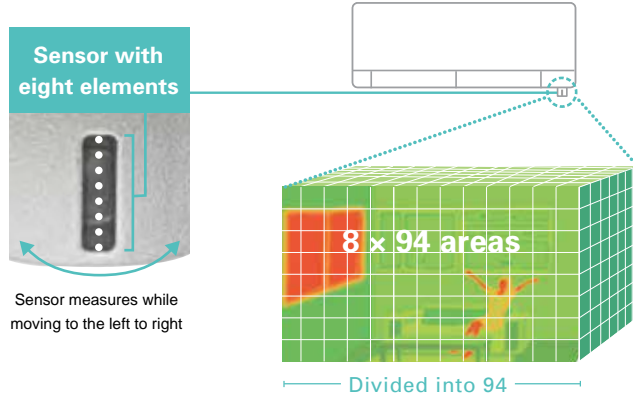 Sensor with
eight elements
8 × 94 areas
Sensor measures while
moving to the left to right
Divided into 94